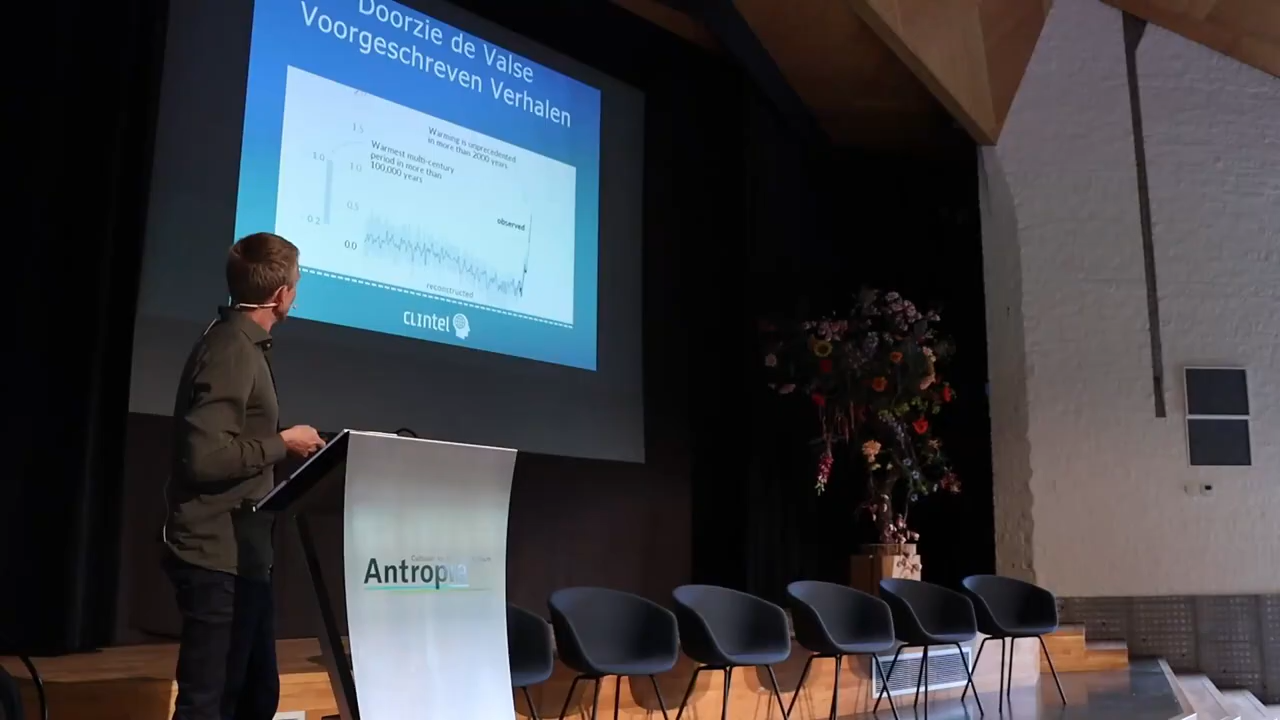 Doorzie de Valse
Voorgeschreven Verhalen
1.5
Warming is unprecedented
in more than 2000 years
1.0
1.0
Warmest multi-century
period in more than
100,000 years
0.5
0.2
observed
0.0
reconstructed
CLIntel
Antropia